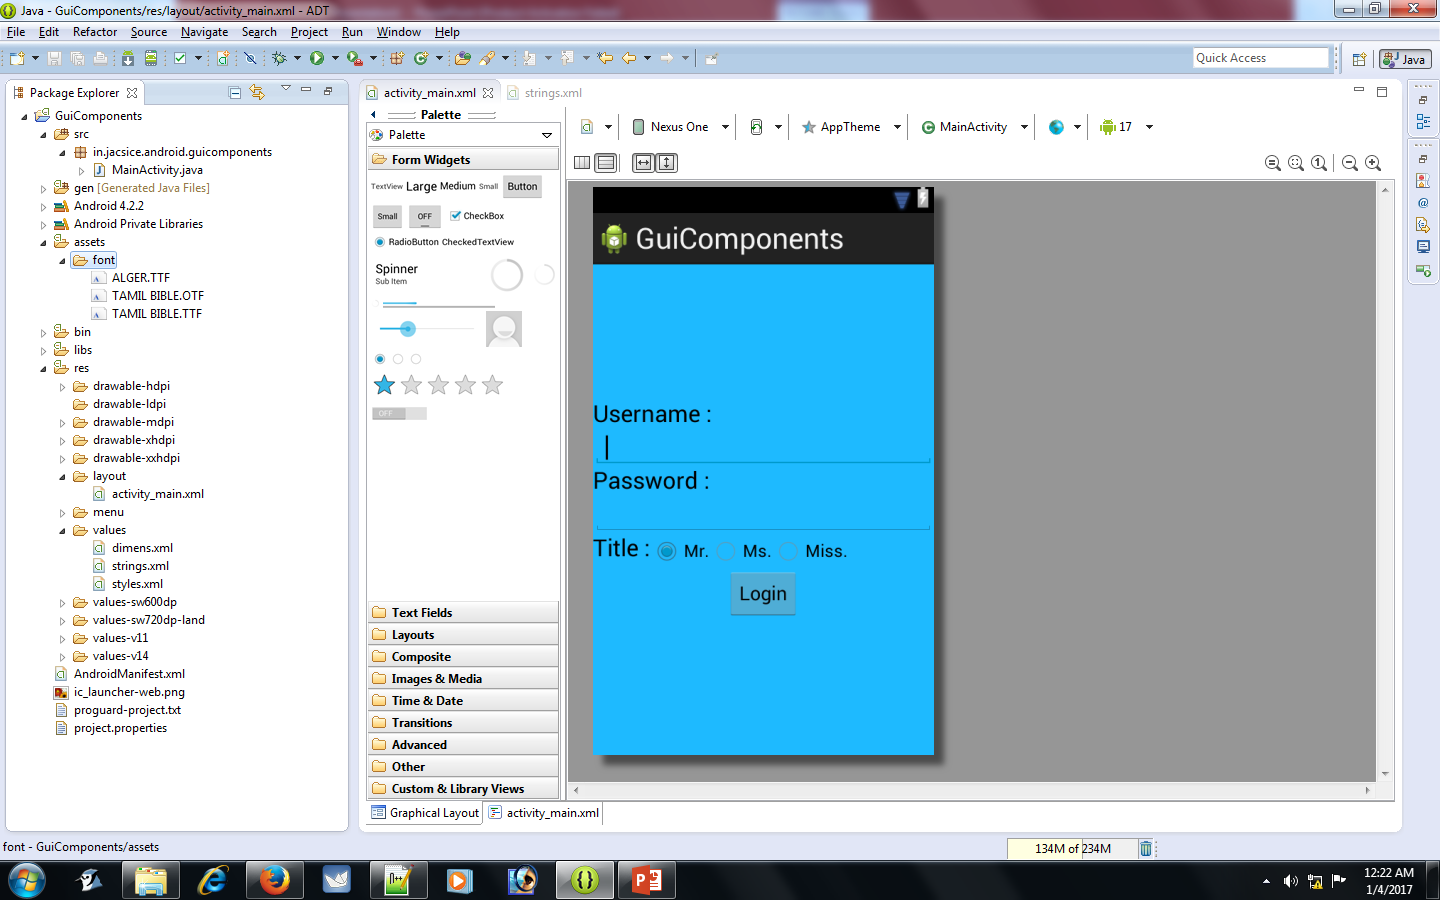 Java - GuiComponents/res/layout/activity_main.xml - ADT
File Edit Refactor Source Navigate Search Project Run Window Help
Quick Access
Java
Package Explorer
GuiComponents
src
in.jacsice.android.guicomponents
MainActivity.java
gen [Generated Java Files]
Android 4.2.2
Android Private Libraries
assets
font
ALGER.TTF
TAMIL BIBLE.OTF
TAMIL BIBLE.TTF
bin
libs
res
drawable-hdpi
drawable-ldpi
drawable-mdpi
drawable-xhdpi
drawable-xxhdpi
layout
activity_main.xml
menu
values
dimens.xml
strings.xml
styles.xml
values-sw600dp
values-sw720dp-land
values-v11
values-v14
AndroidManifest.xml
ic_launcher-web.png
proguard-project.txt
project.properties
activity_main.xml
strings.xml
Palette
Palette
Form Widgets
TextView Large Medium Small Button
Small OFF CheckBox
RadioButton CheckedTextView
Spinner
Sub Item
OFF
Text Fields
Layouts
Composite
Images & Media
Time & Date
Transitions
Advanced
Other
Custom & Library Views
Nexus One
AppTheme
MainActivity
17
GuiComponents
Username :
Password :
Title : Mr. Ms. Miss.
Login
Graphical Layout
activity_main.xml
font - GuiComponents/assets
134M of 234M
12:22 AM
1/4/2017